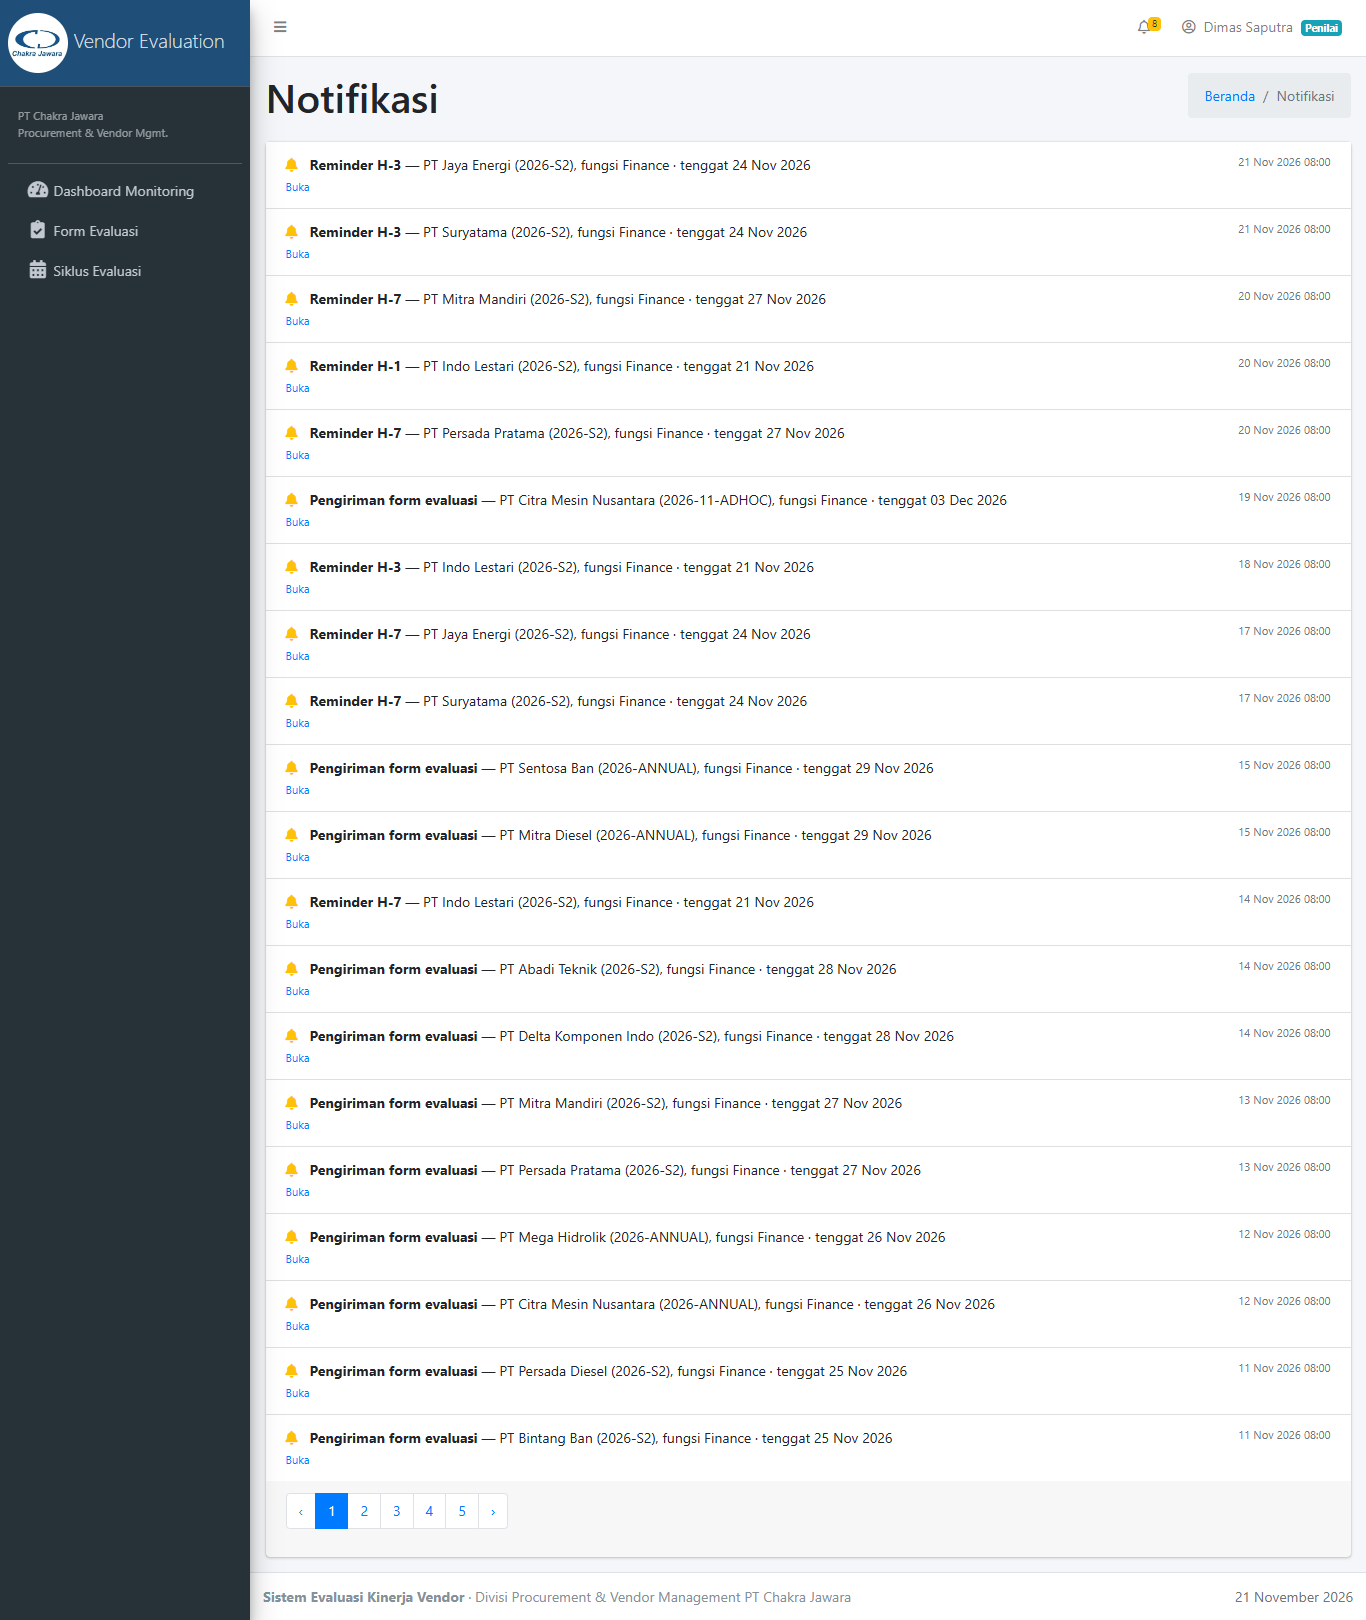 Chakra Jawara
Vendor Evaluation
8
Dimas Saputra Penilai
PT Chakra Jawara
Procurement & Vendor Mgmt.
Dashboard Monitoring
Form Evaluasi
Siklus Evaluasi
Notifikasi
Beranda / Notifikasi
Reminder H-3 — PT Jaya Energi (2026-S2), fungsi Finance · tenggat 24 Nov 2026 21 Nov 2026 08:00
Buka
Reminder H-3 — PT Suryatama (2026-S2), fungsi Finance · tenggat 24 Nov 2026 21 Nov 2026 08:00
Buka
Reminder H-7 — PT Mitra Mandiri (2026-S2), fungsi Finance · tenggat 27 Nov 2026 20 Nov 2026 08:00
Buka
Reminder H-1 — PT Indo Lestari (2026-S2), fungsi Finance · tenggat 21 Nov 2026 20 Nov 2026 08:00
Buka
Reminder H-7 — PT Persada Pratama (2026-S2), fungsi Finance · tenggat 27 Nov 2026 20 Nov 2026 08:00
Buka
Pengiriman form evaluasi — PT Citra Mesin Nusantara (2026-11-ADHOC), fungsi Finance · tenggat 03 Dec 2026 19 Nov 2026 08:00
Buka
Reminder H-3 — PT Indo Lestari (2026-S2), fungsi Finance · tenggat 21 Nov 2026 18 Nov 2026 08:00
Buka
Reminder H-7 — PT Jaya Energi (2026-S2), fungsi Finance · tenggat 24 Nov 2026 17 Nov 2026 08:00
Buka
Reminder H-7 — PT Suryatama (2026-S2), fungsi Finance · tenggat 24 Nov 2026 17 Nov 2026 08:00
Buka
Pengiriman form evaluasi — PT Sentosa Ban (2026-ANNUAL), fungsi Finance · tenggat 29 Nov 2026 15 Nov 2026 08:00
Buka
Pengiriman form evaluasi — PT Mitra Diesel (2026-ANNUAL), fungsi Finance · tenggat 29 Nov 2026 15 Nov 2026 08:00
Buka
Reminder H-7 — PT Indo Lestari (2026-S2), fungsi Finance · tenggat 21 Nov 2026 14 Nov 2026 08:00
Buka
Pengiriman form evaluasi — PT Abadi Teknik (2026-S2), fungsi Finance · tenggat 28 Nov 2026 14 Nov 2026 08:00
Buka
Pengiriman form evaluasi — PT Delta Komponen Indo (2026-S2), fungsi Finance · tenggat 28 Nov 2026 14 Nov 2026 08:00
Buka
Pengiriman form evaluasi — PT Mitra Mandiri (2026-S2), fungsi Finance · tenggat 27 Nov 2026 13 Nov 2026 08:00
Buka
Pengiriman form evaluasi — PT Persada Pratama (2026-S2), fungsi Finance · tenggat 27 Nov 2026 13 Nov 2026 08:00
Buka
Pengiriman form evaluasi — PT Mega Hidrolik (2026-ANNUAL), fungsi Finance · tenggat 26 Nov 2026 12 Nov 2026 08:00
Buka
Pengiriman form evaluasi — PT Citra Mesin Nusantara (2026-ANNUAL), fungsi Finance · tenggat 26 Nov 2026 12 Nov 2026 08:00
Buka
Pengiriman form evaluasi — PT Persada Diesel (2026-S2), fungsi Finance · tenggat 25 Nov 2026 11 Nov 2026 08:00
Buka
Pengiriman form evaluasi — PT Bintang Ban (2026-S2), fungsi Finance · tenggat 25 Nov 2026 11 Nov 2026 08:00
Buka
‹ 1 2 3 4 5 ›
Sistem Evaluasi Kinerja Vendor · Divisi Procurement & Vendor Management PT Chakra Jawara 21 November 2026